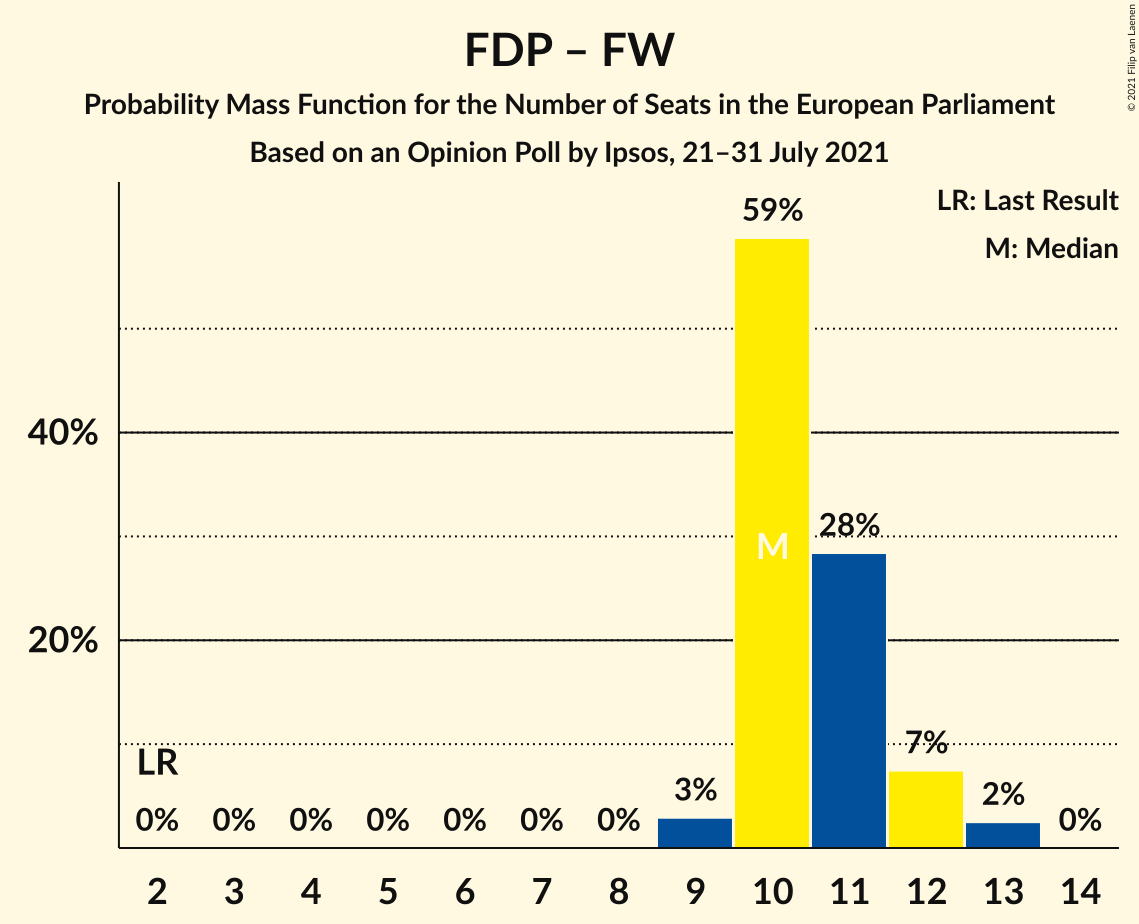 FDP – FW
Probability Mass Function for the Number of Seats in the European Parliament
Based on an Opinion Poll by Ipsos, 21–31 July 2021
© 2021 Filip van Laenen
LR: Last Result
M: Median
59%
40%
M
28%
20%
LR
7%
0% 0% 0% 0% 0% 0% 0% 3% 2% 0%
2 3 4 5 6 7 8 9 10 11 12 13 14